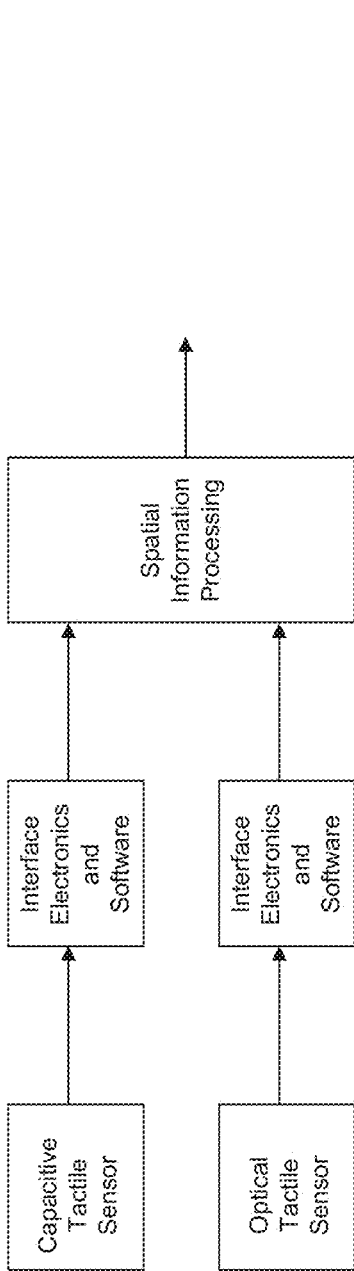 Capacitive
Tactile
Sensor
Interface
Electronics
and
Software
Optical
Tactile
Sensor
Interface
Electronics
and
Software
Spatial
Information
Processing